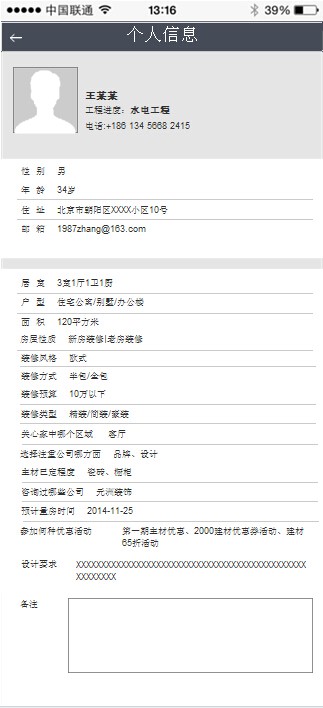 中国联通 13:16 39%
个人信息
王某某
工程进度：水电工程
电话:+186 134 5668 2415
性 别 男
年 龄 34岁
住 址 北京市朝阳区XXXX小区10号
邮 箱 1987zhang@163.com
居 室 3室1厅1卫1厨
户 型 住宅公寓/别墅/办公楼
面 积 120平方米
房屋性质 新房装修|老房装修
装修风格 欧式
装修方式 半包/全包
装修预算 10万以下
装修类型 精装/简装/豪装
关心家中哪个区域 客厅
选择注重公司哪方面 品牌、设计
主材已定程度 瓷砖、橱柜
咨询过哪些公司 元洲装饰
预计量房时间 2014-11-25
参加何种优惠活动 第一期主材优惠、2000建材优惠券活动、建材
65折活动
设计要求 XXXXXXXXXXXXXXXXXXXXXXXXXXXXXXXXXXXXXXXXXXXX
XXXXXXXX
备注